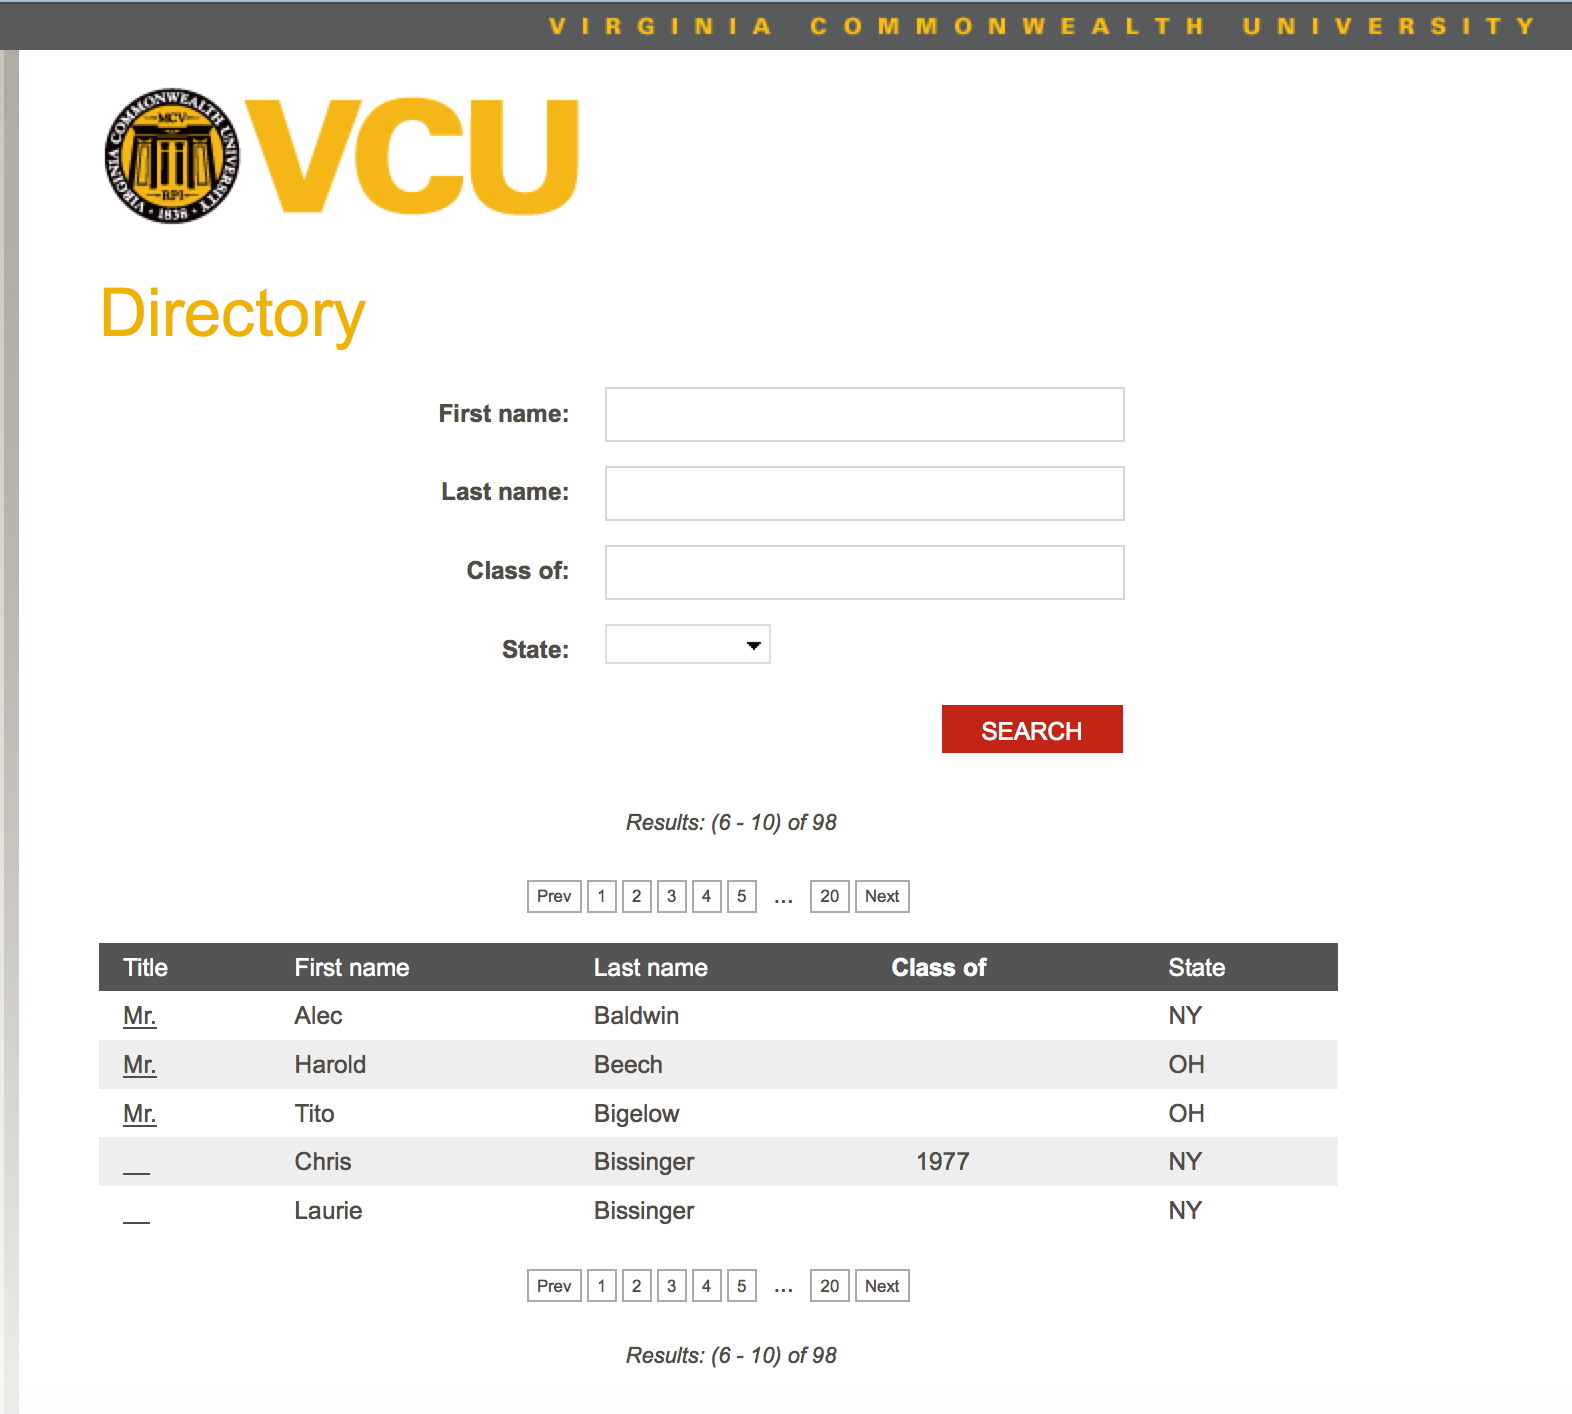 VIRGINIA COMMONWEALTH UNIVERSITY
VIRGINIA COMMONWEALTH UNIVERSITY · 1838 ·
MCV
RPI
VCU
Directory
First name:
Last name:
Class of:
State:
SEARCH
Results: (6 - 10) of 98
Prev 1 2 3 4 5 ... 20 Next
Title First name Last name Class of State
Mr. Alec Baldwin NY
Mr. Harold Beech OH
Mr. Tito Bigelow OH
Chris Bissinger 1977 NY
Laurie Bissinger NY
Prev 1 2 3 4 5 ... 20 Next
Results: (6 - 10) of 98